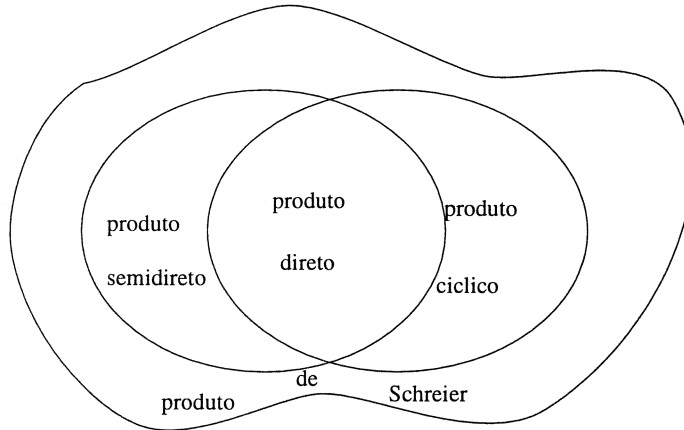 produto
semidireto
produto
direto
produto
ciclico
produto de Schreier